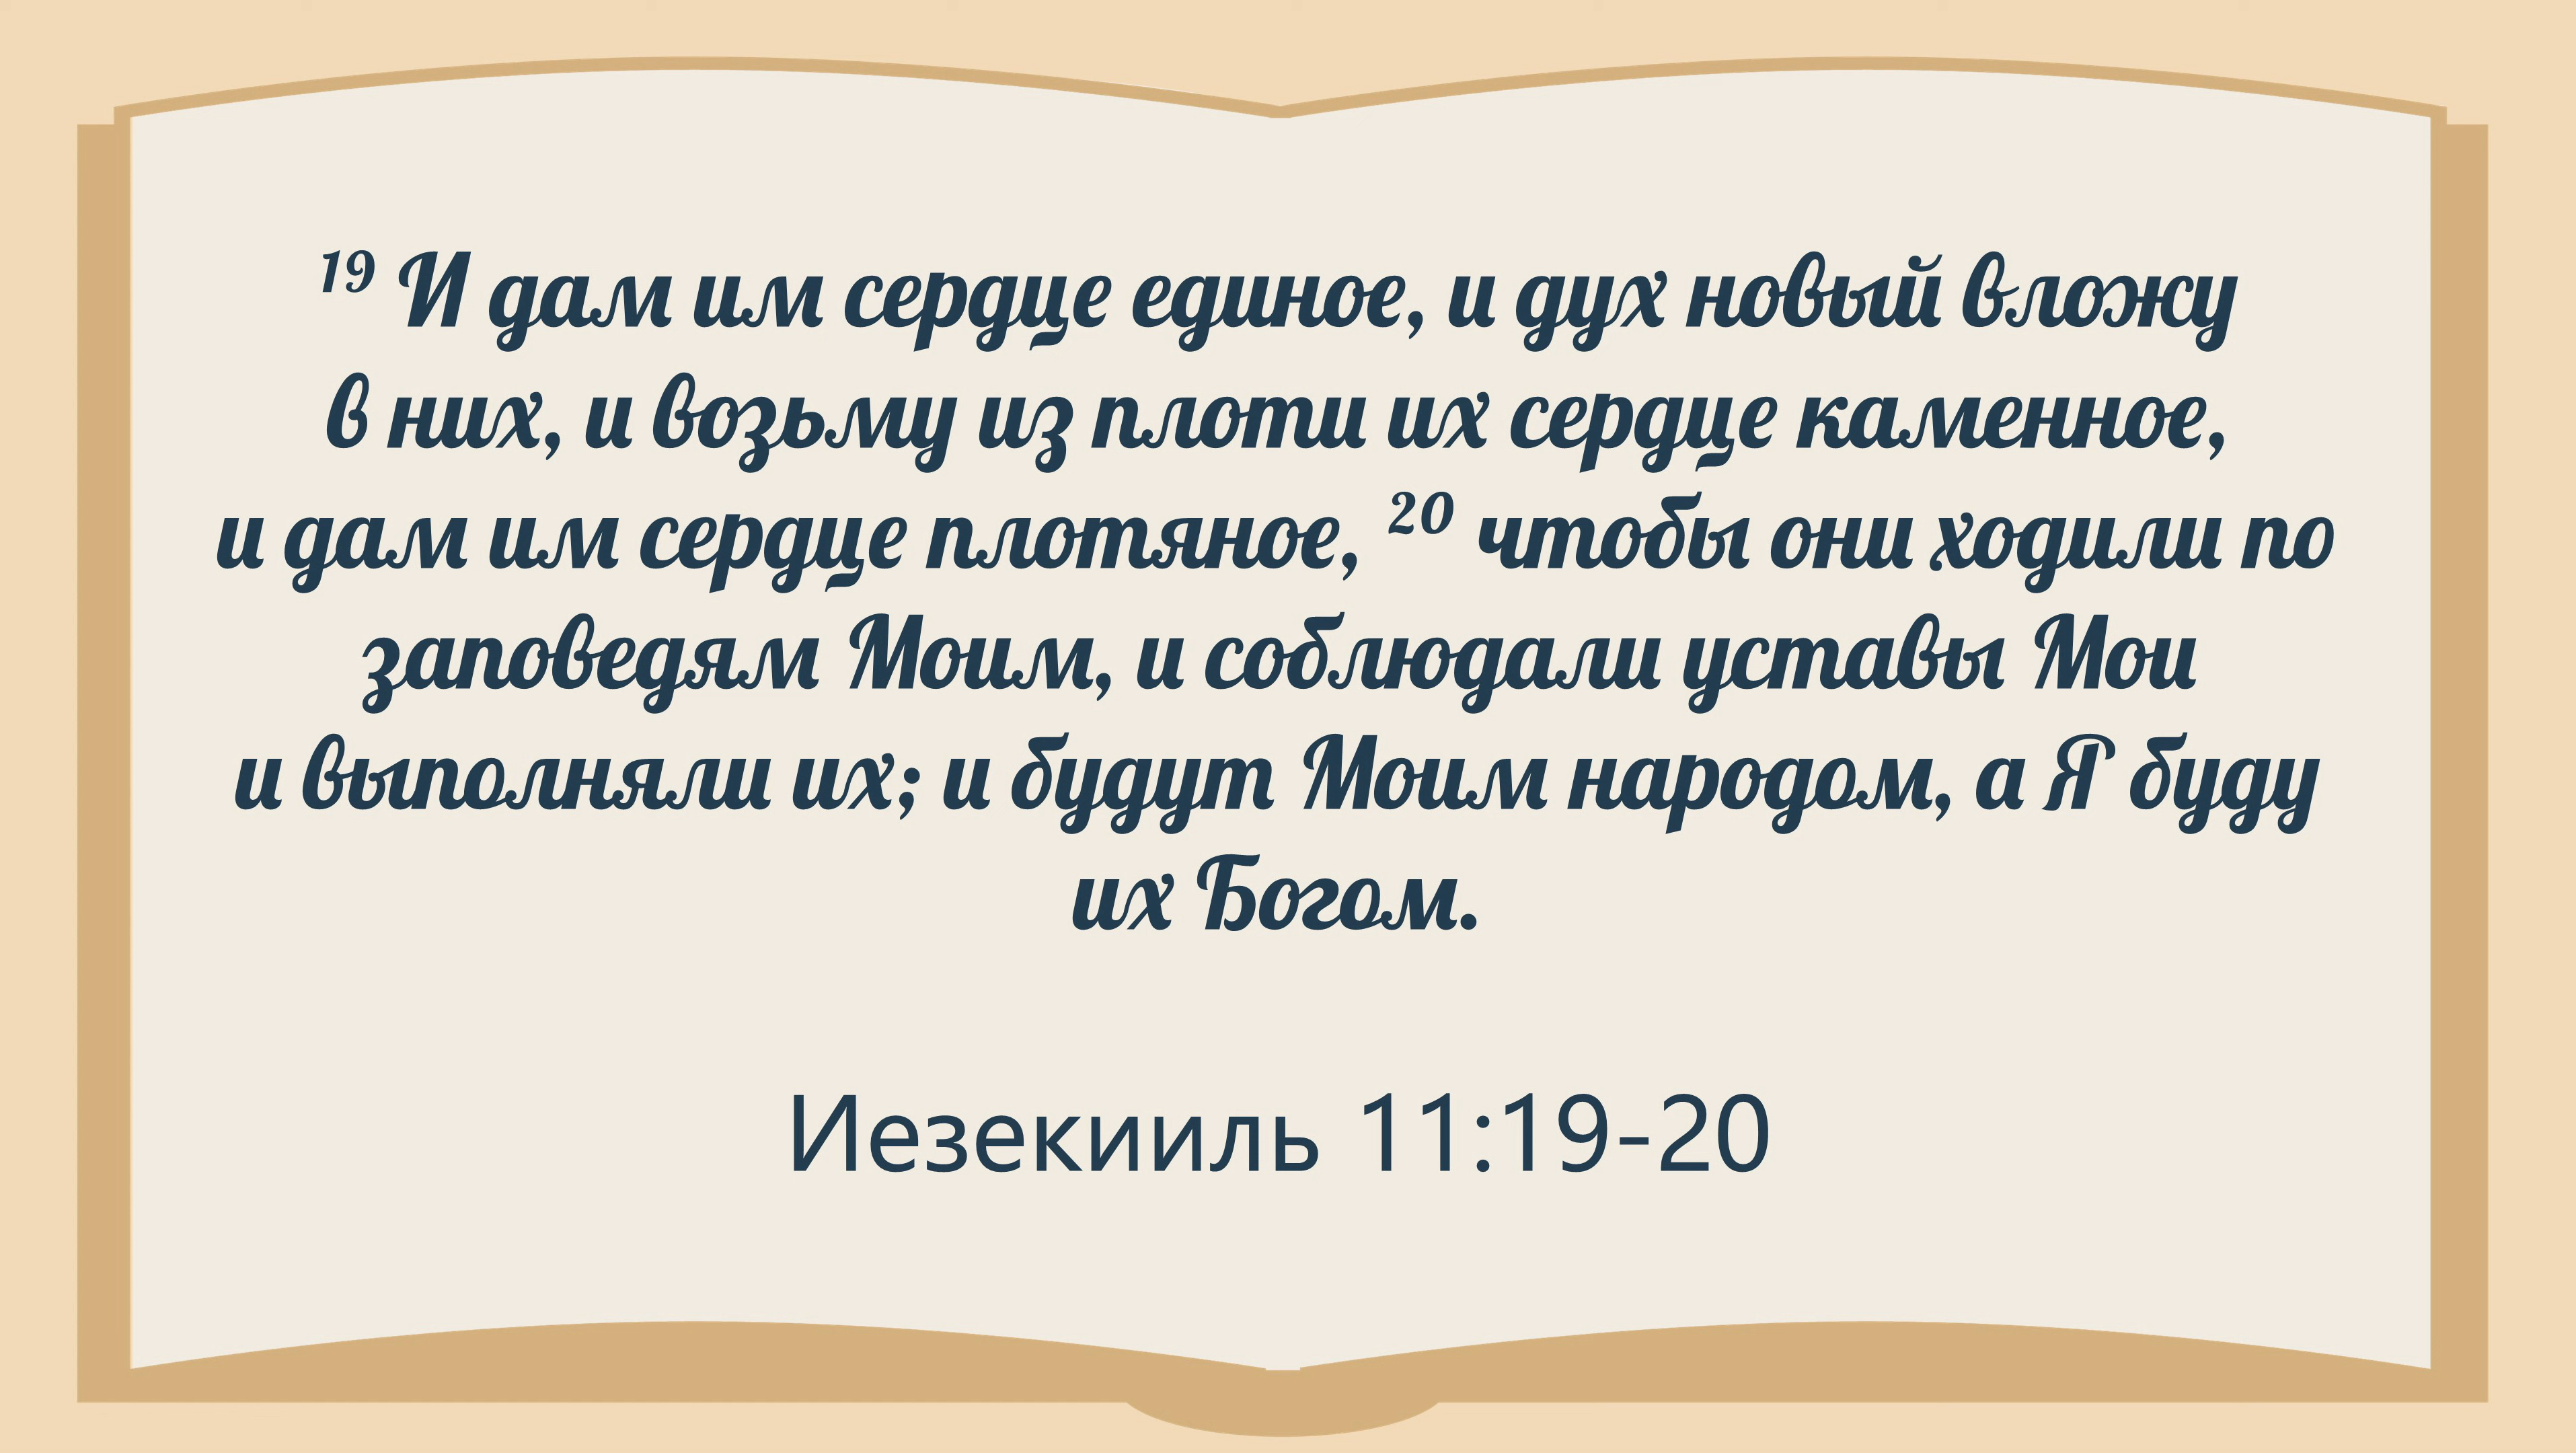 19 И дам им сердце единое, и дух новый вложу
в них, и возьму из плоти их сердце каменное,
и дам им сердце плотяное, 20 чтобы они ходили по
заповедям Моим, и соблюдали уставы Мои
и выполняли их; и будут Моим народом, а Я буду
их Богом.
Иезекииль 11:19-20